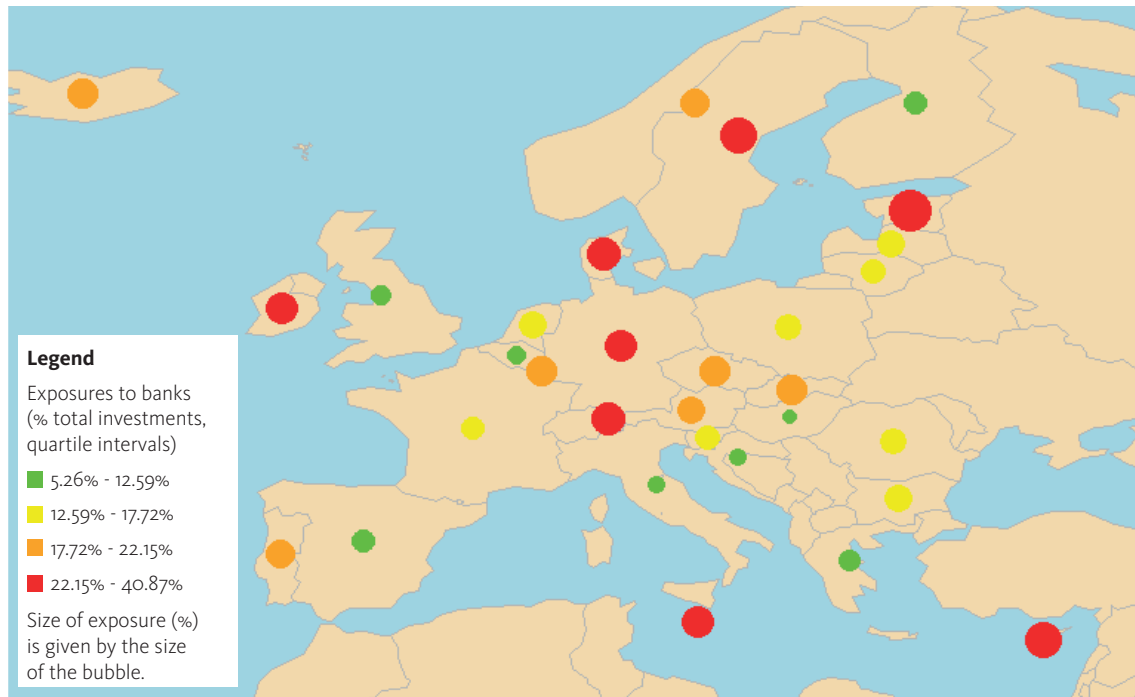 Legend
Exposures to banks
(% total investments,
quartile intervals)
5.26% - 12.59%
12.59% - 17.72%
17.72% - 22.15%
22.15% - 40.87%
Size of exposure (%)
is given by the size
of the bubble.